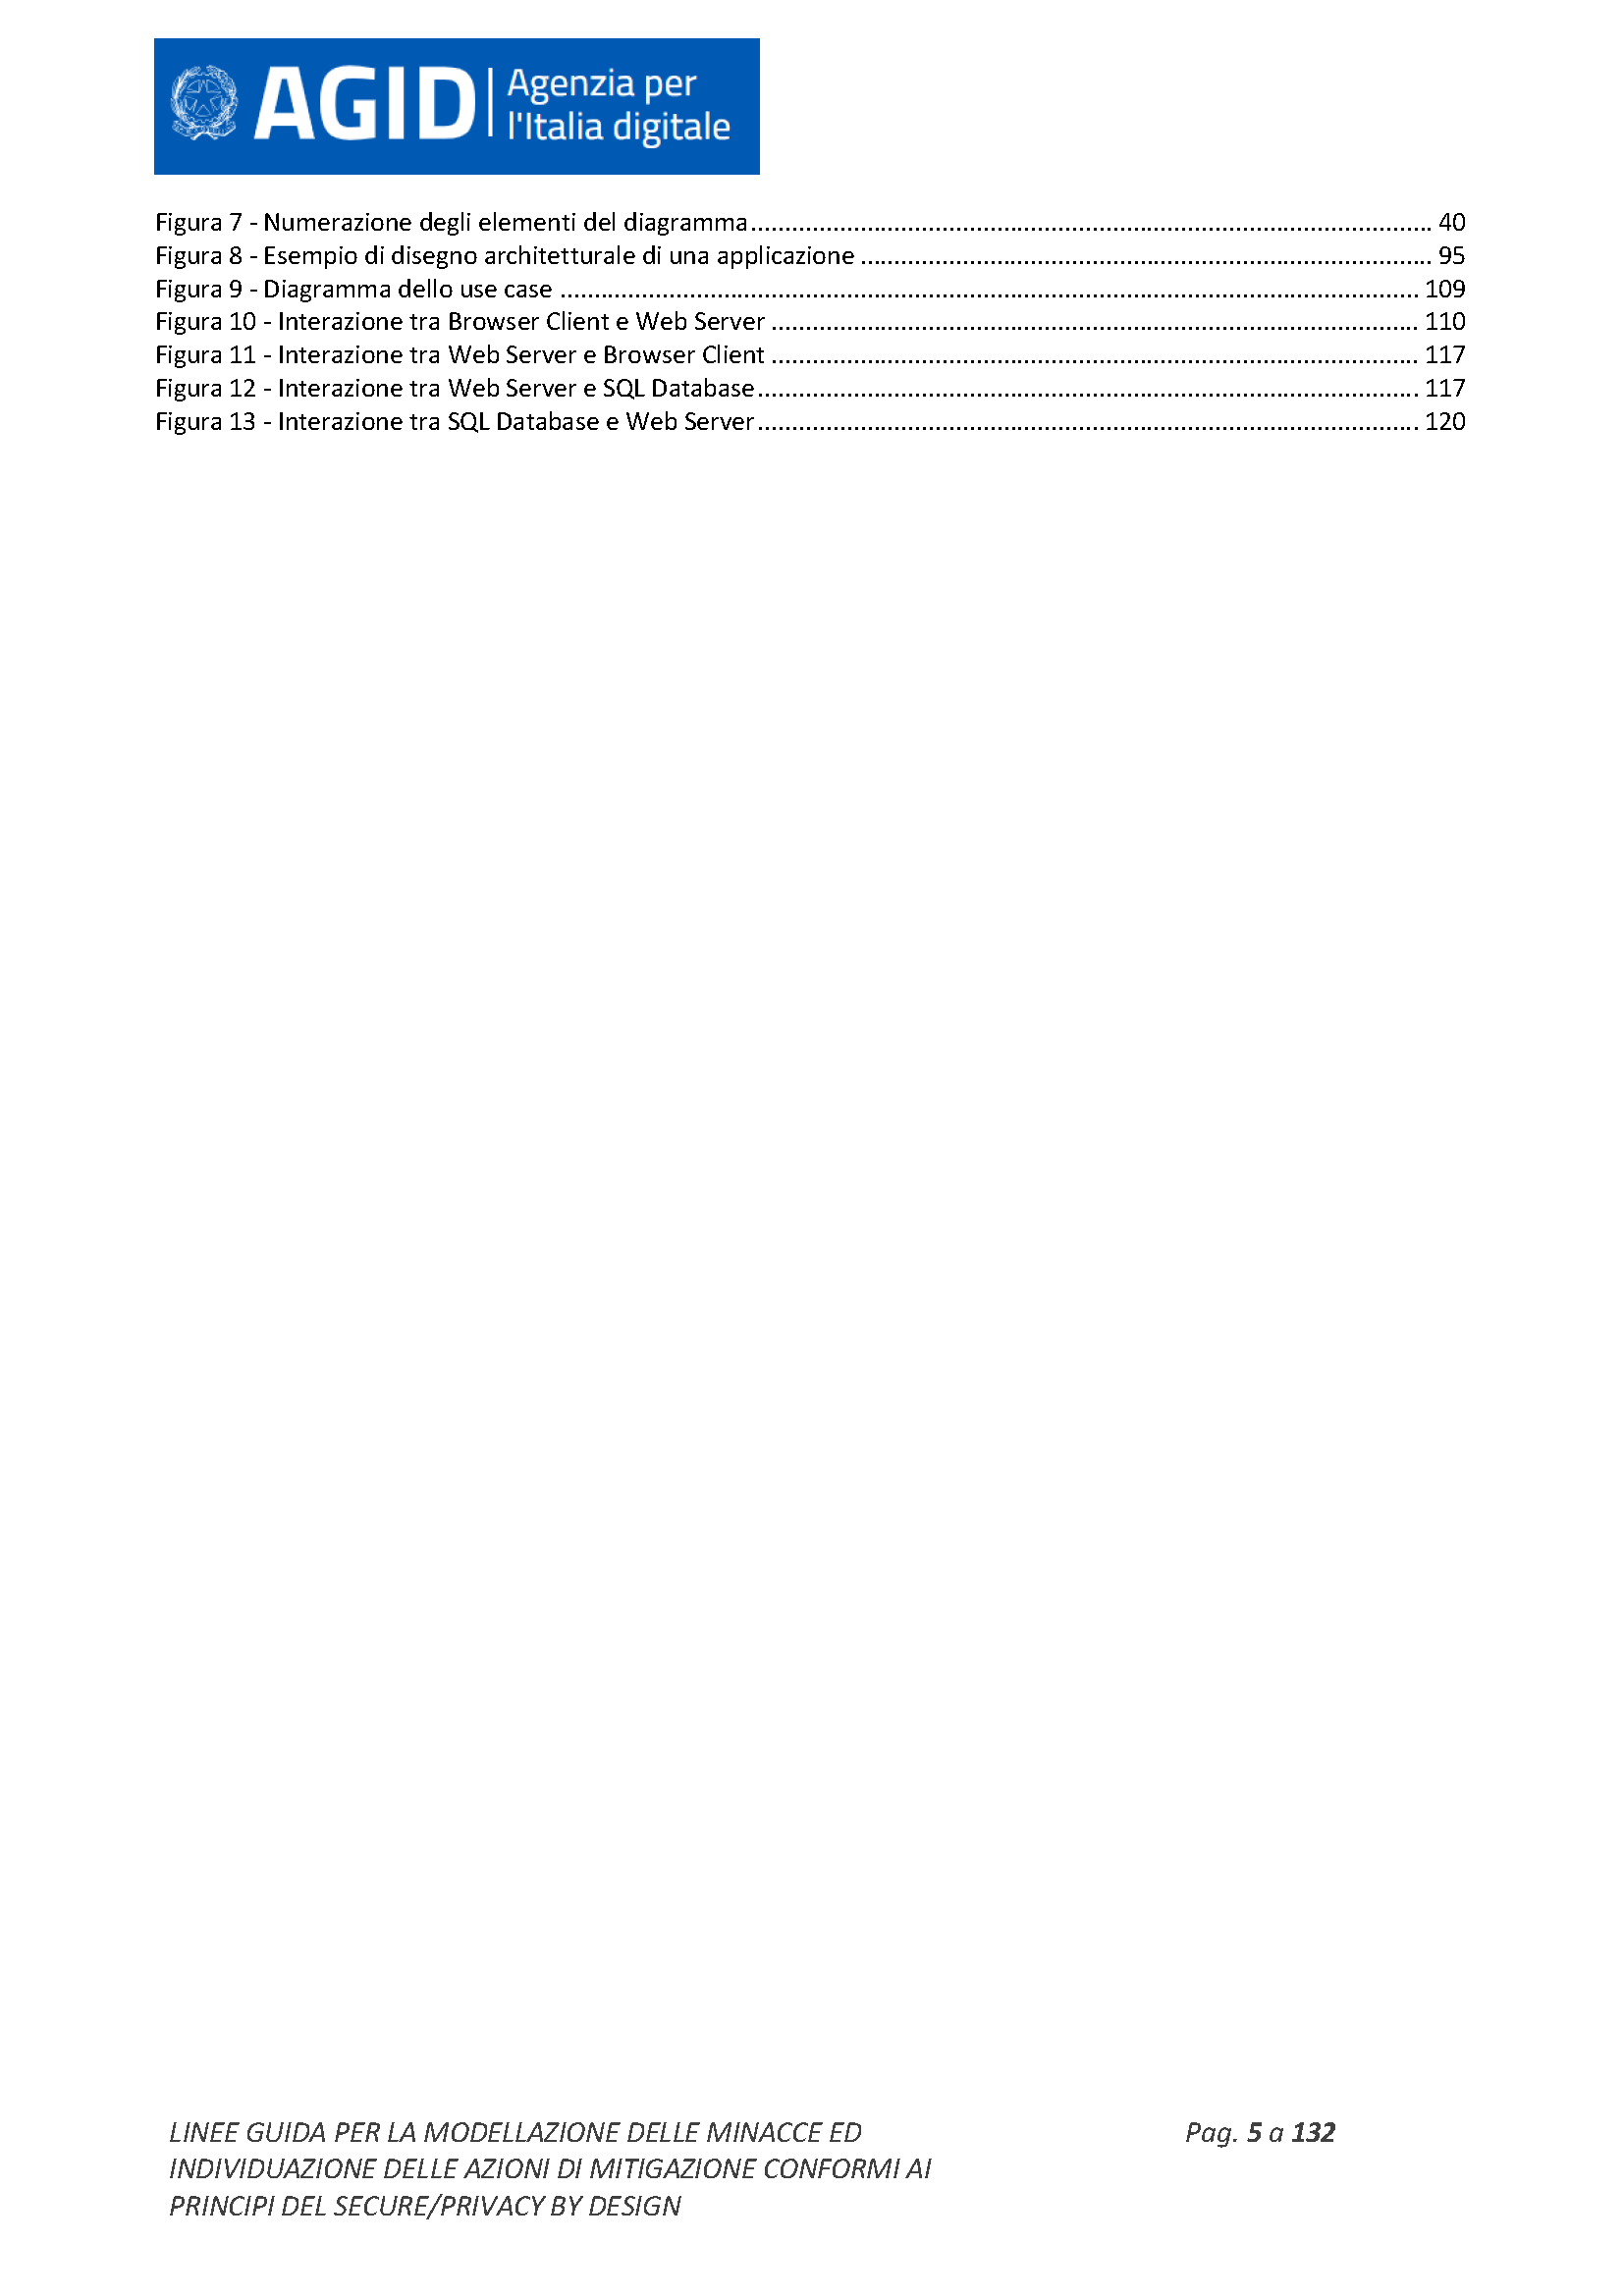 AGID
Agenzia per
l'Italia digitale
Figura 7 - Numerazione degli elementi del diagramma.................................................................................................. 40
Figura 8 - Esempio di disegno architetturale di una applicazione .................................................................................... 95
Figura 9 - Diagramma dello use case .............................................................................................................................. 109
Figura 10 - Interazione tra Browser Client e Web Server ............................................................................................... 110
Figura 11 - Interazione tra Web Server e Browser Client ............................................................................................... 117
Figura 12 - Interazione tra Web Server e SQL Database................................................................................................. 117
Figura 13 - Interazione tra SQL Database e Web Server................................................................................................. 120
LINEE GUIDA PER LA MODELLAZIONE DELLE MINACCE ED
INDIVIDUAZIONE DELLE AZIONI DI MITIGAZIONE CONFORMI AI
PRINCIPI DEL SECURE/PRIVACY BY DESIGN
Pag. 5 a 132